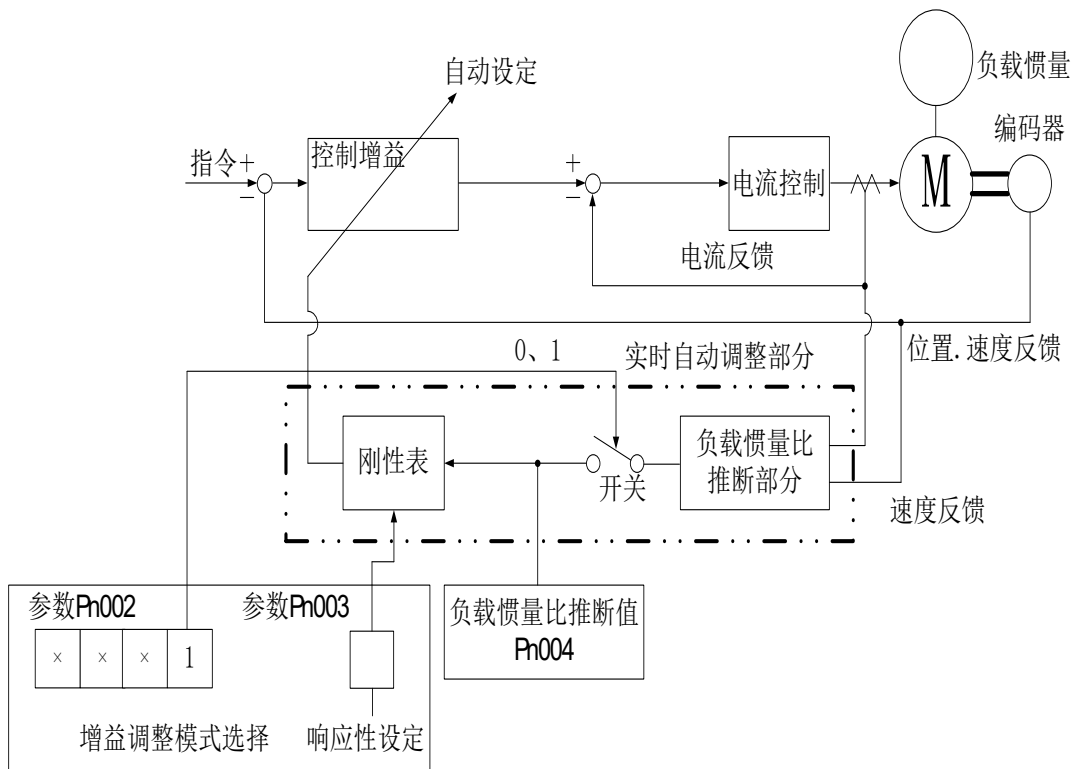 自动设定
负载惯量
编码器
指令
+
−
控制增益
+
−
电流控制
M
电流反馈
位置.速度反馈
0、1
实时自动调整部分
刚性表
开关
负载惯量比
推断部分
速度反馈
参数Pn002
参数Pn003
× × × 1
增益调整模式选择
响应性设定
负载惯量比推断值
Pn004